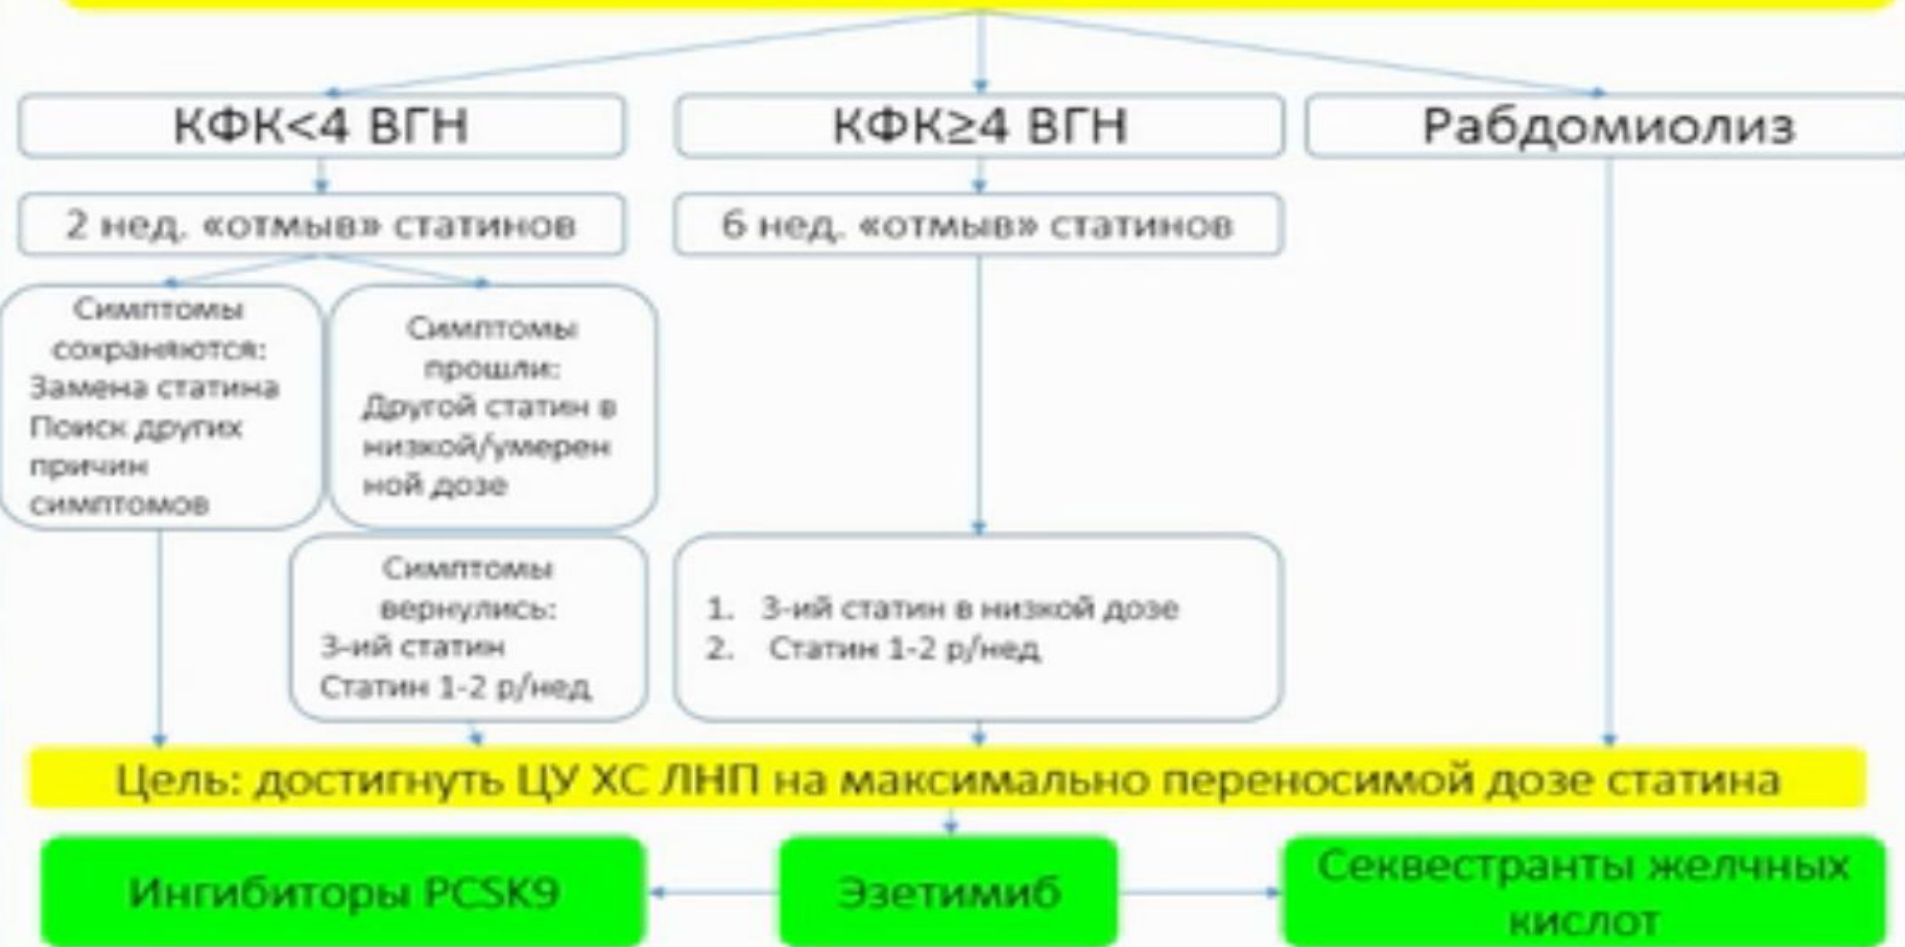 КФК<4 ВГН
КФК≥4 ВГН
Рабдомиолиз
2 нед. «отмыв» статинов
6 нед. «отмыв» статинов
Симптомы
сохраняются:
Замена статина
Поиск других
причин
симптомов
Симптомы
прошли:
Другой статин в
низкой/умерен
ной дозе
Симптомы
вернулись:
3-ий статин
Статин 1-2 р/нед
1. 3-ий статин в низкой дозе
2. Статин 1-2 р/нед
Цель: достигнуть ЦУ ХС ЛНП на максимально переносимой дозе статина
Ингибиторы PCSK9
Эзетимиб
Секвестранты желчных
кислот